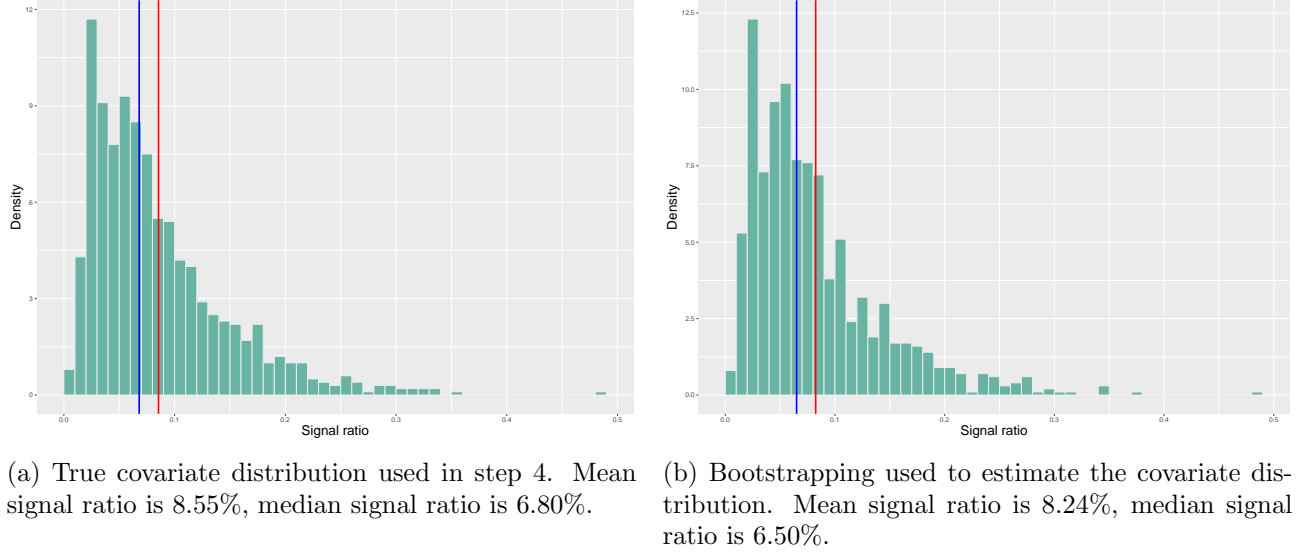 12
9
6
3
0
Density
0.0 0.1 0.2 0.3 0.4 0.5
Signal ratio
12.5
10.0
7.5
5.0
2.5
0.0
Density
0.0 0.1 0.2 0.3 0.4 0.5
Signal ratio
(a) True covariate distribution used in step 4. Mean
signal ratio is 8.55%, median signal ratio is 6.80%.
(b) Bootstrapping used to estimate the covariate dis-
tribution. Mean signal ratio is 8.24%, median signal
ratio is 6.50%.